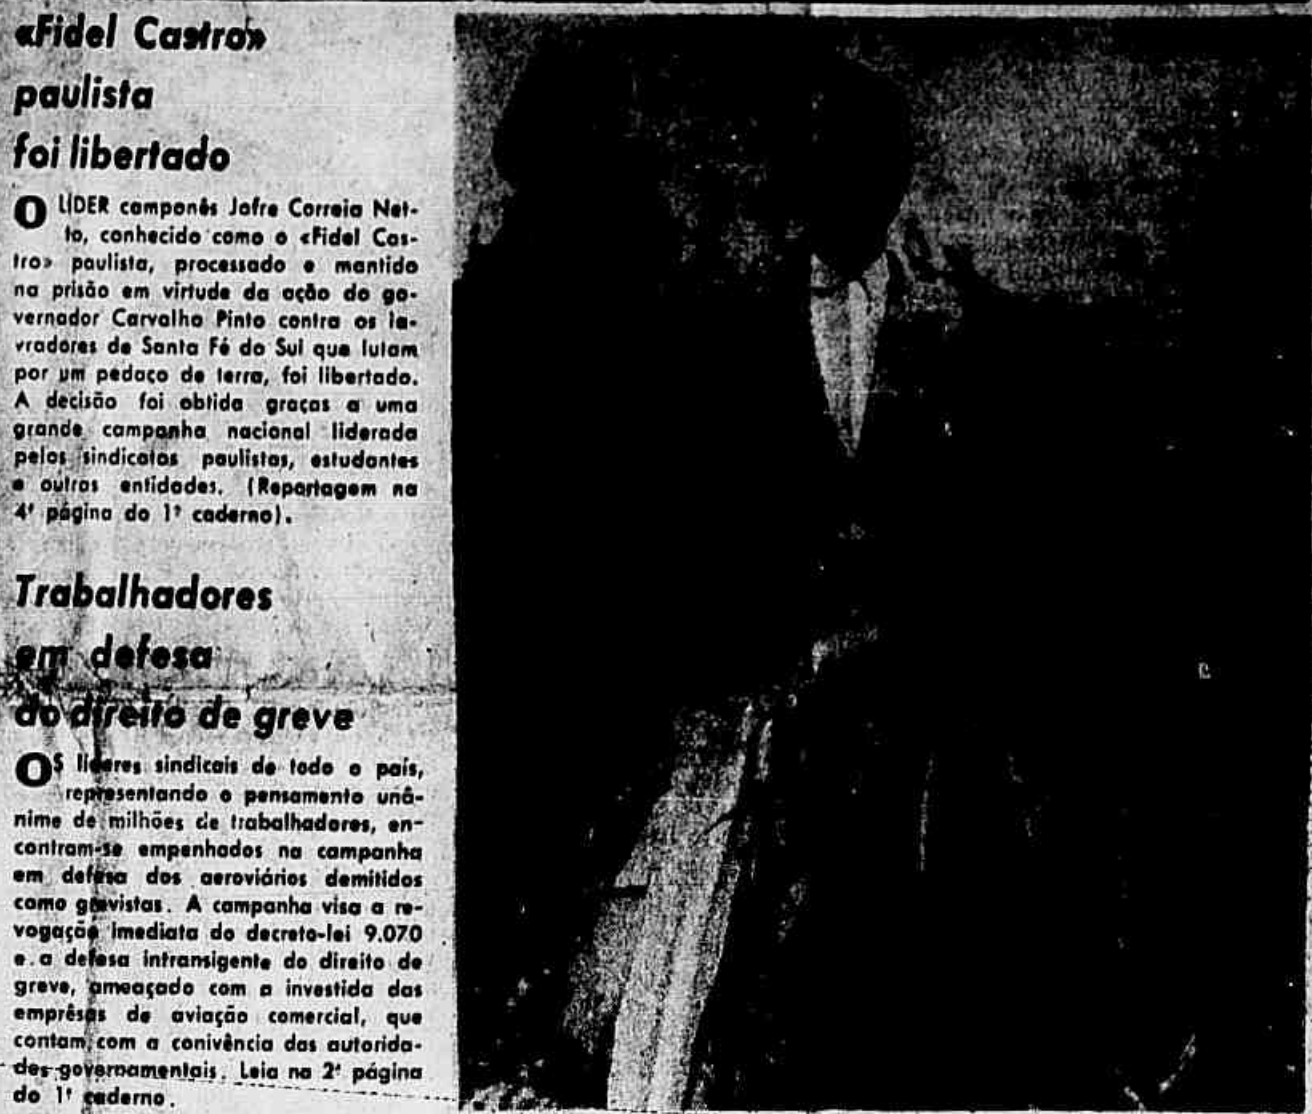 «Fidel Castro»
paulista
foi libertado
O LÍDER camponês Jofre Correia Net-
to, conhecido como o «Fidel Cas-
tro» paulista, processado e mantido
na prisão em virtude da ação do go-
vernador Carvalho Pinto contra os la-
vradores de Santa Fé do Sul que lutam
por um pedaço de terra, foi libertado.
A decisão foi obtida graças a uma
grande campanha nacional liderada
pelos sindicatos paulistas, estudantes
e outras entidades. (Reportagem na
4ª página do 1º caderno).
Trabalhadores
em defesa
do direito de greve
OS líderes sindicais de todo o país,
representando o pensamento unâ-
nime de milhões de trabalhadores, en-
contram-se empenhados na campanha
em defesa dos aeroviários demitidos
como grevistas. A campanha visa a re-
vogação imediata do decreto-lei 9.070
e a defesa intransigente do direito de
greve, ameaçado com a investida das
emprêsas de aviação comercial, que
contam com a conivência das autorida-
des governamentais. Leia na 2ª página
do 1º caderno.